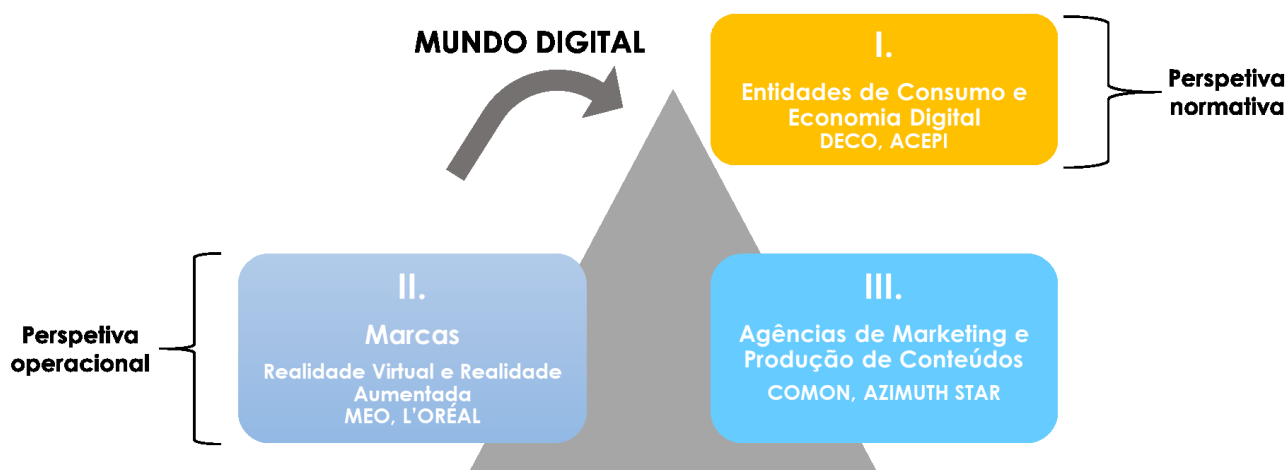 MUNDO DIGITAL
I.
Entidades de Consumo e
Economia Digital
DECO, ACEPI
Perspetiva
normativa
Perspetiva
operacional
II.
Marcas
Realidade Virtual e Realidade
Aumentada
MEO, L'ORÉAL
III.
Agências de Marketing e
Produção de Conteúdos
COMON, AZIMUTH STAR